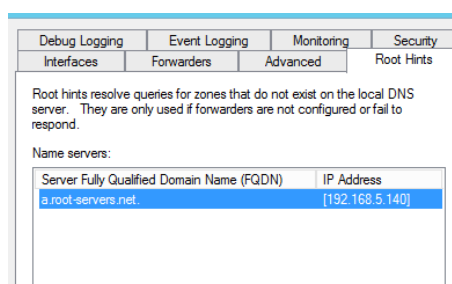 Debug Logging Event Logging Monitoring Security
Interfaces Forwarders Advanced Root Hints
Root hints resolve queries for zones that do not exist on the local DNS
server. They are only used if forwarders are not configured or fail to
respond.
Name servers:
Server Fully Qualified Domain Name (FQDN) IP Address
a.root-servers.net. [192.168.5.140]